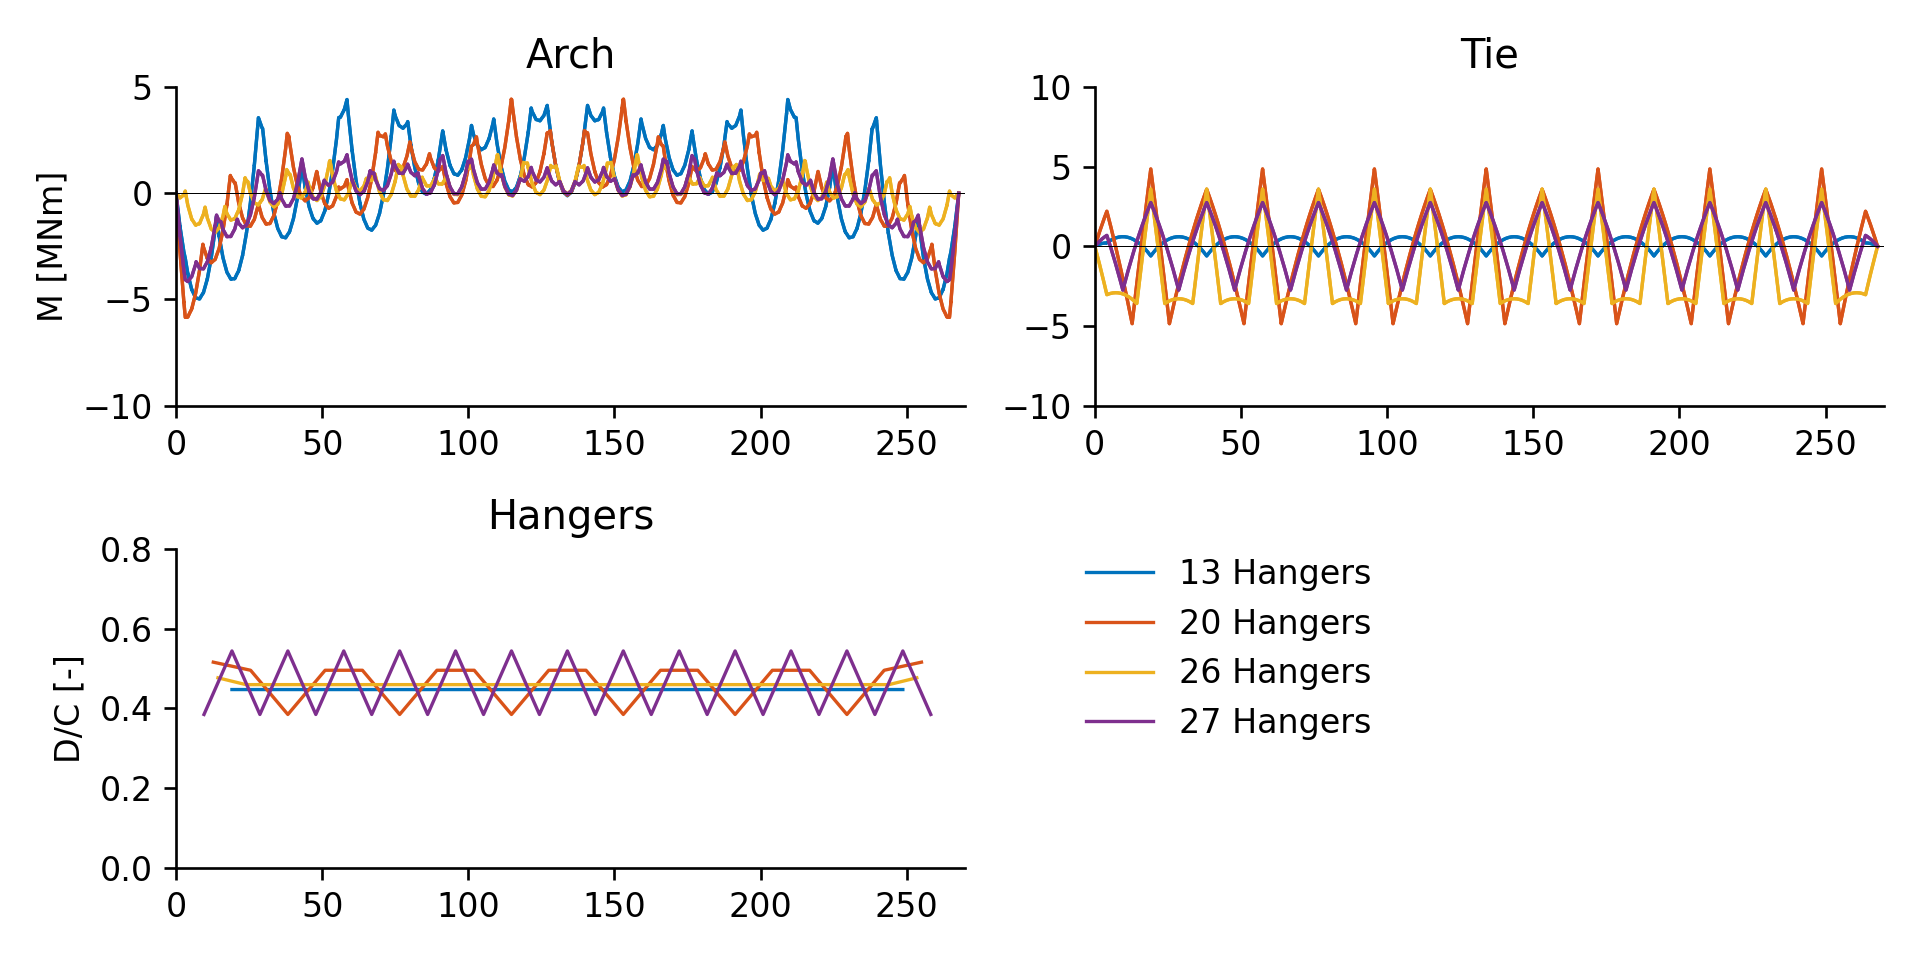 Arch
M [MNm]
5
0
−5
−10
0 50 100 150 200 250
Tie
10
5
0
−5
−10
0 50 100 150 200 250
Hangers
D/C [-]
0.8
0.6
0.4
0.2
0.0
0 50 100 150 200 250
13 Hangers
20 Hangers
26 Hangers
27 Hangers